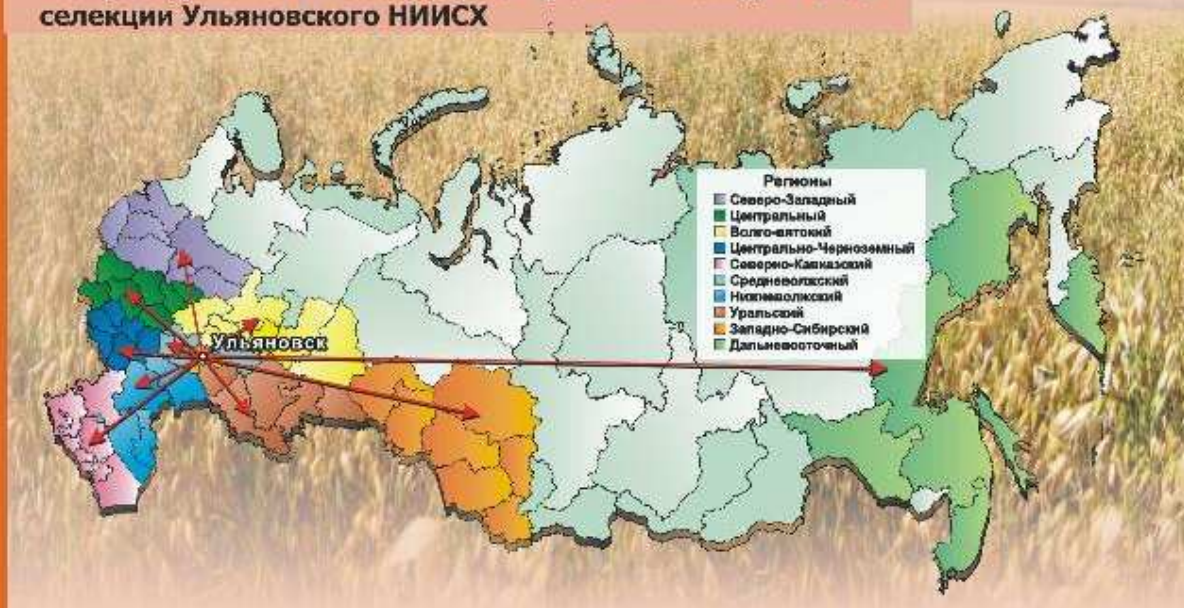 селекции Ульяновского НИИСХ
Регионы
Северо-Западный
Центральный
Волго-вятский
Центрально-Черноземный
Северно-Кавказский
Средневолжский
Нижневолжский
Уральский
Западно-Сибирский
Дальневосточный
Ульяновск